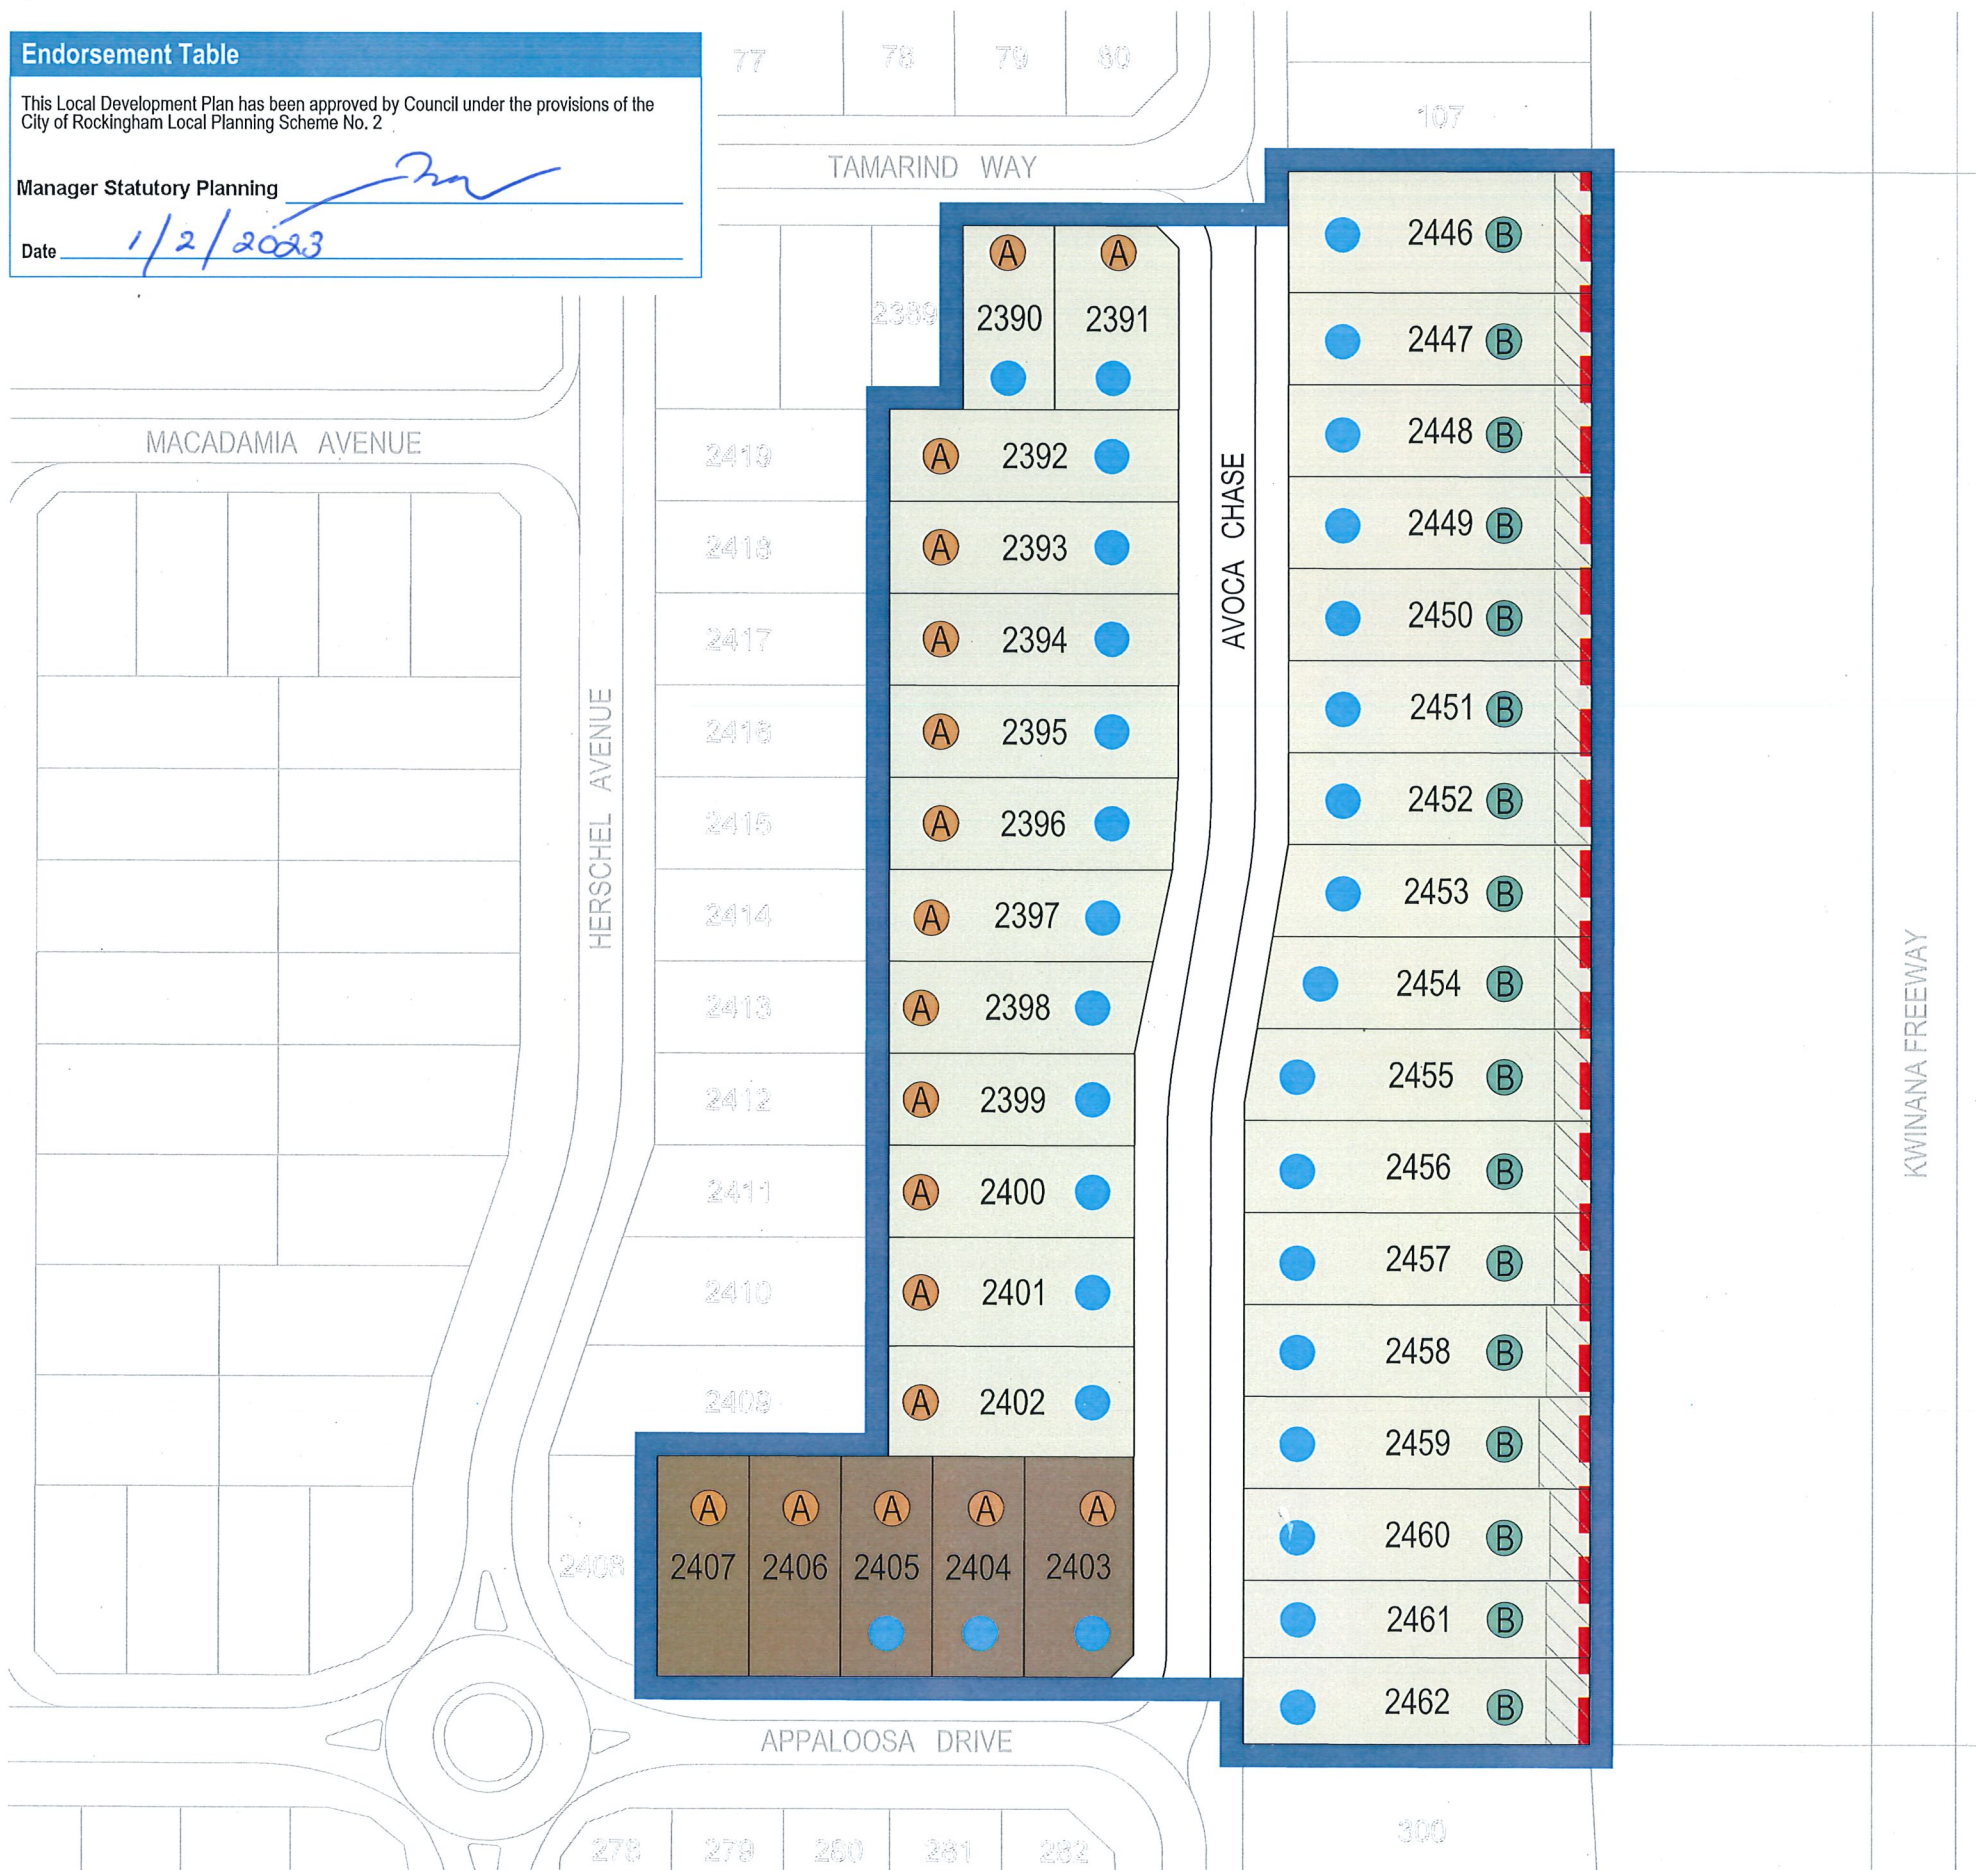 Endorsement Table
This Local Development Plan has been approved by Council under the provisions of the
City of Rockingham Local Planning Scheme No. 2
Manager Statutory Planning
Date 1/2/2023
77 78 79 80
107
TAMARIND WAY
2389
A A
2390 2391
2446 B
2447 B
2448 B
2449 B
2450 B
2451 B
2452 B
2453 B
2454 B
2455 B
2456 B
2457 B
2458 B
2459 B
2460 B
2461 B
2462 B
MACADAMIA AVENUE
HERSCHEL AVENUE
AVOCA CHASE
KWINANA FREEWAY
2419
2418
2417
2416
2415
2414
2413
2412
2411
2410
2409
A 2392
A 2393
A 2394
A 2395
A 2396
A 2397
A 2398
A 2399
A 2400
A 2401
A 2402
A A A A A
2408 2407 2406 2405 2404 2403
APPALOOSA DRIVE
278 279 280 281 282
300